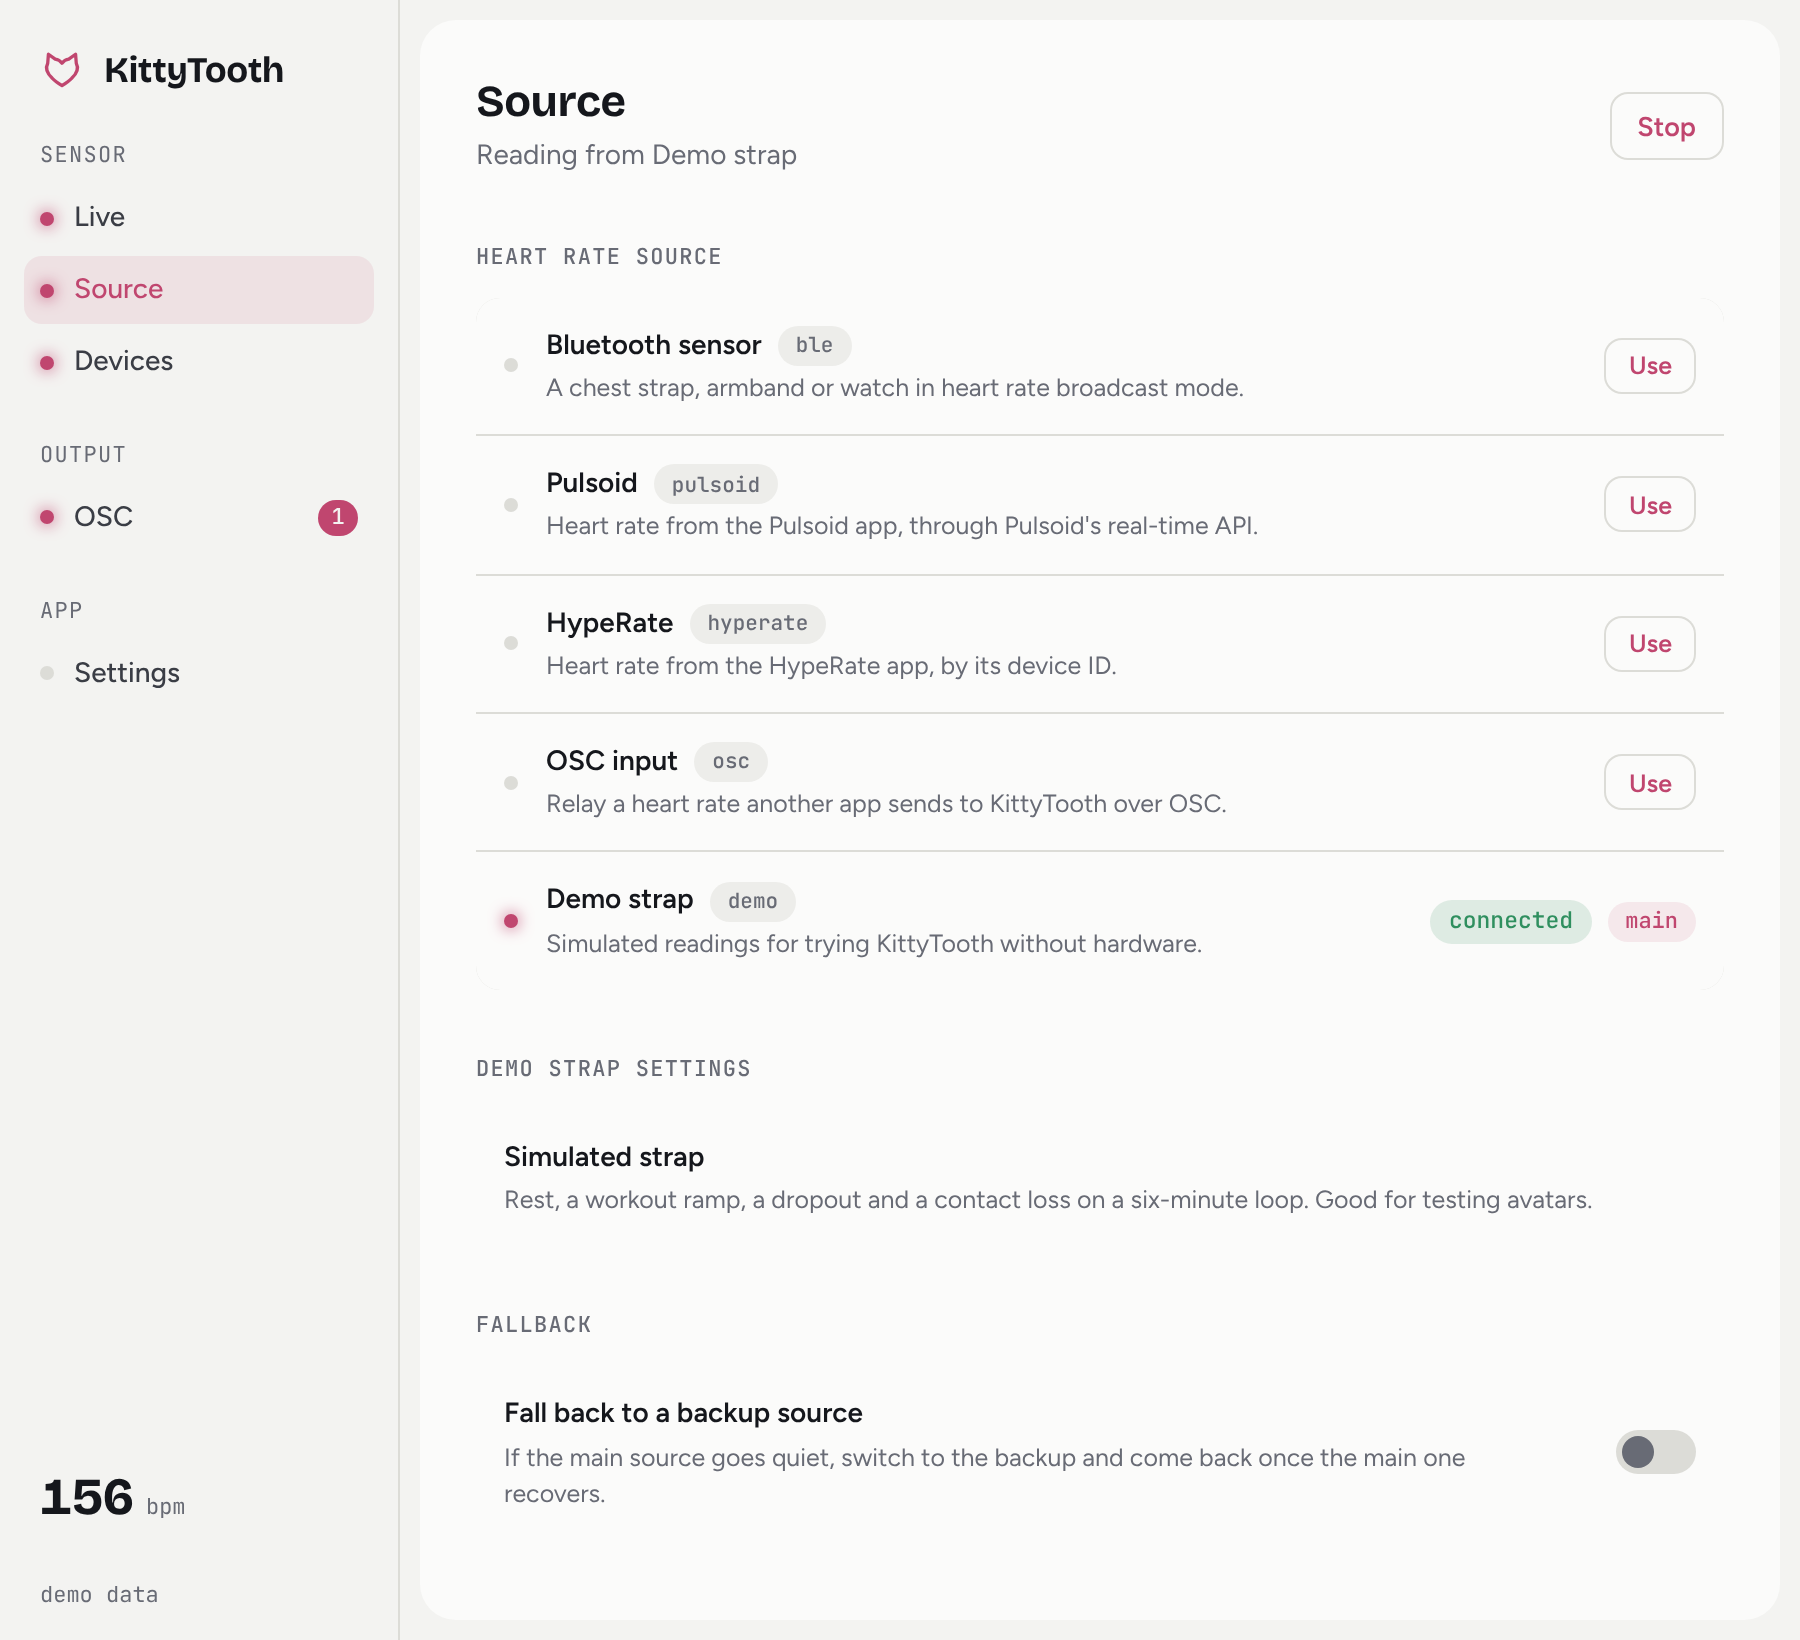 KittyTooth
SENSOR
Live
Source
Devices
OUTPUT
OSC 1
APP
Settings
156 bpm
demo data
Source
Reading from Demo strap
Stop
HEART RATE SOURCE
Bluetooth sensor ble
A chest strap, armband or watch in heart rate broadcast mode.
Use
Pulsoid pulsoid
Heart rate from the Pulsoid app, through Pulsoid's real-time API.
Use
HypeRate hyperate
Heart rate from the HypeRate app, by its device ID.
Use
OSC input osc
Relay a heart rate another app sends to KittyTooth over OSC.
Use
Demo strap demo
Simulated readings for trying KittyTooth without hardware.
connected main
DEMO STRAP SETTINGS
Simulated strap
Rest, a workout ramp, a dropout and a contact loss on a six-minute loop. Good for testing avatars.
FALLBACK
Fall back to a backup source
If the main source goes quiet, switch to the backup and come back once the main one
recovers.